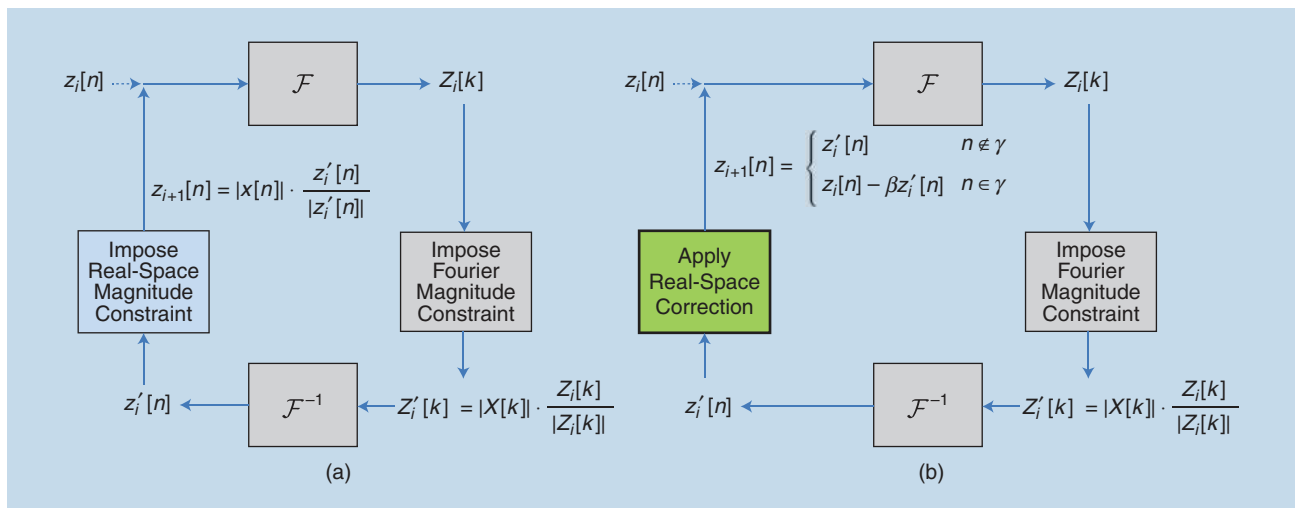 z_i[n]
ℱ
Z_i[k]
z_{i+1}[n] = |x[n]| · z_i′[n] / |z_i′[n]|
Impose
Real-Space
Magnitude
Constraint
Impose
Fourier
Magnitude
Constraint
z_i′[n]
ℱ⁻¹
Z_i′[k] = |X[k]| · Z_i[k] / |Z_i[k]|
(a)
z_i[n]
ℱ
Z_i[k]
z_{i+1}[n] = { z_i′[n] n ∉ γ
z_i[n] − βz_i′[n] n ∈ γ
Apply
Real-Space
Correction
Impose
Fourier
Magnitude
Constraint
z_i′[n]
ℱ⁻¹
Z_i′[k] = |X[k]| · Z_i[k] / |Z_i[k]|
(b)